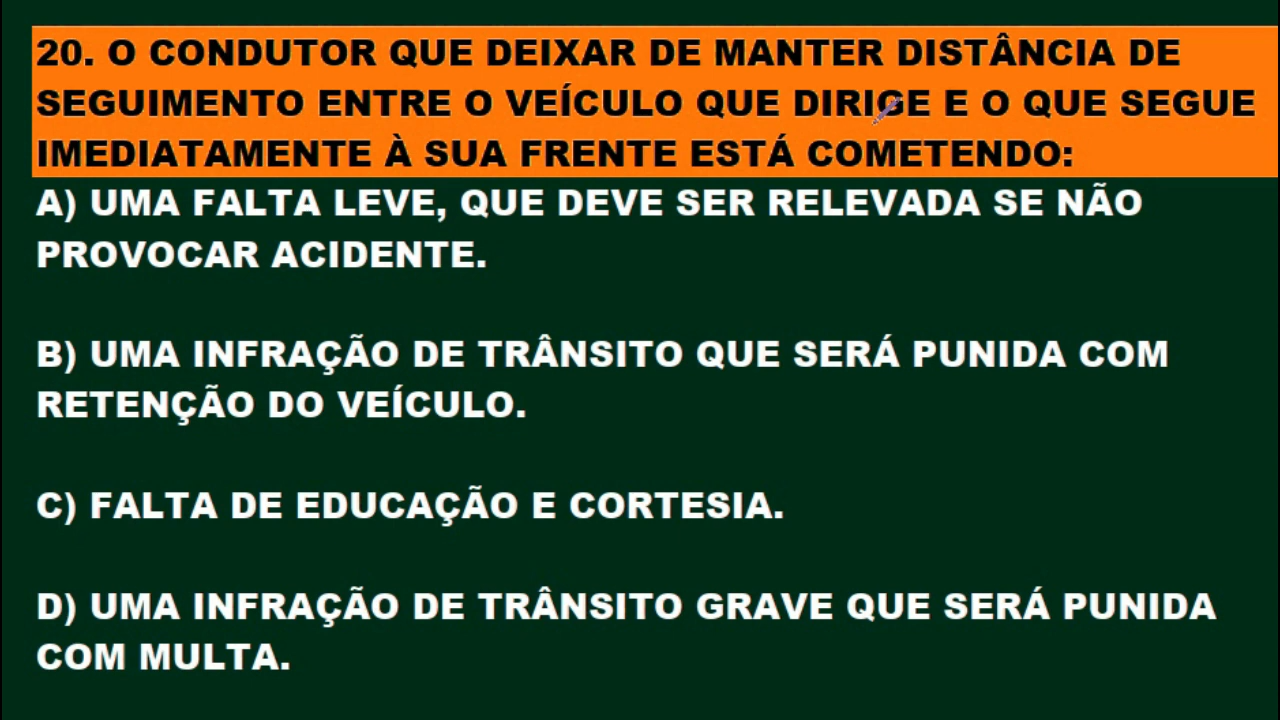 20. O CONDUTOR QUE DEIXAR DE MANTER DISTÂNCIA DE
SEGUIMENTO ENTRE O VEÍCULO QUE DIRIGE E O QUE SEGUE
IMEDIATAMENTE À SUA FRENTE ESTÁ COMETENDO:
A) UMA FALTA LEVE, QUE DEVE SER RELEVADA SE NÃO
PROVOCAR ACIDENTE.
B) UMA INFRAÇÃO DE TRÂNSITO QUE SERÁ PUNIDA COM
RETENÇÃO DO VEÍCULO.
C) FALTA DE EDUCAÇÃO E CORTESIA.
D) UMA INFRAÇÃO DE TRÂNSITO GRAVE QUE SERÁ PUNIDA
COM MULTA.